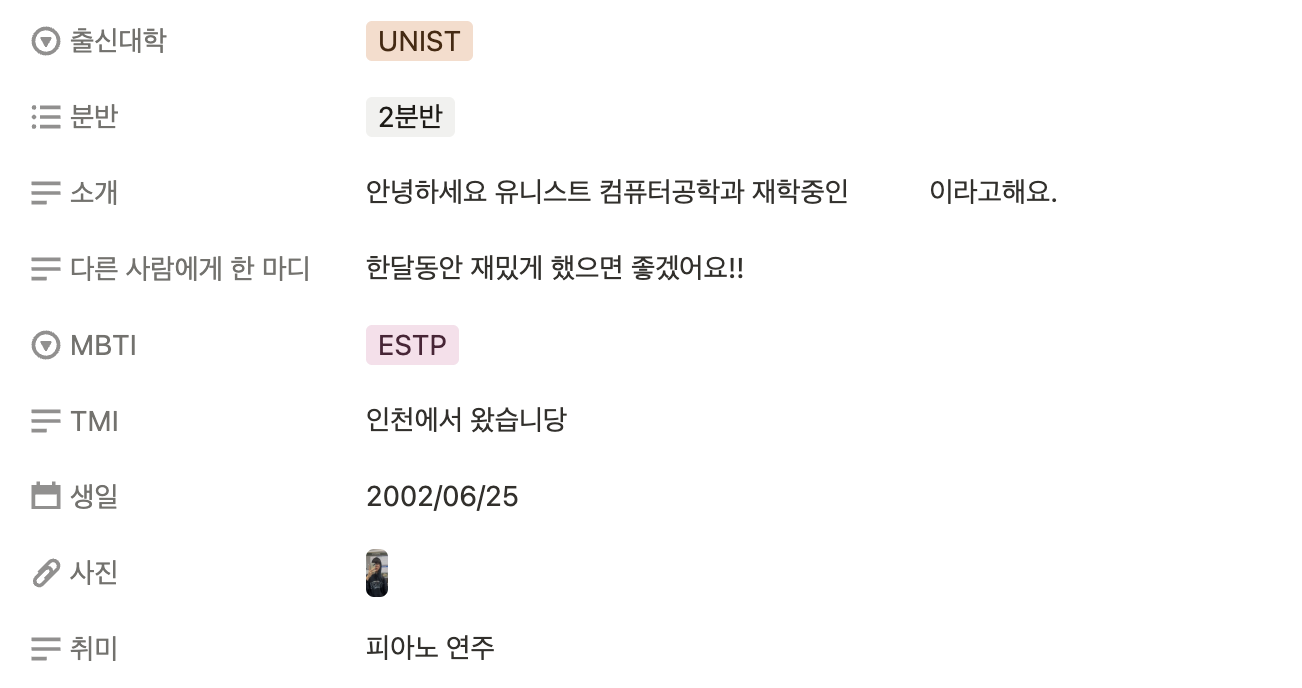 출신대학 UNIST
분반 2분반
소개 안녕하세요 유니스트 컴퓨터공학과 재학중인 이라고해요.
다른 사람에게 한 마디 한달동안 재밌게 했으면 좋겠어요!!
MBTI ESTP
TMI 인천에서 왔습니당
생일 2002/06/25
사진
취미 피아노 연주